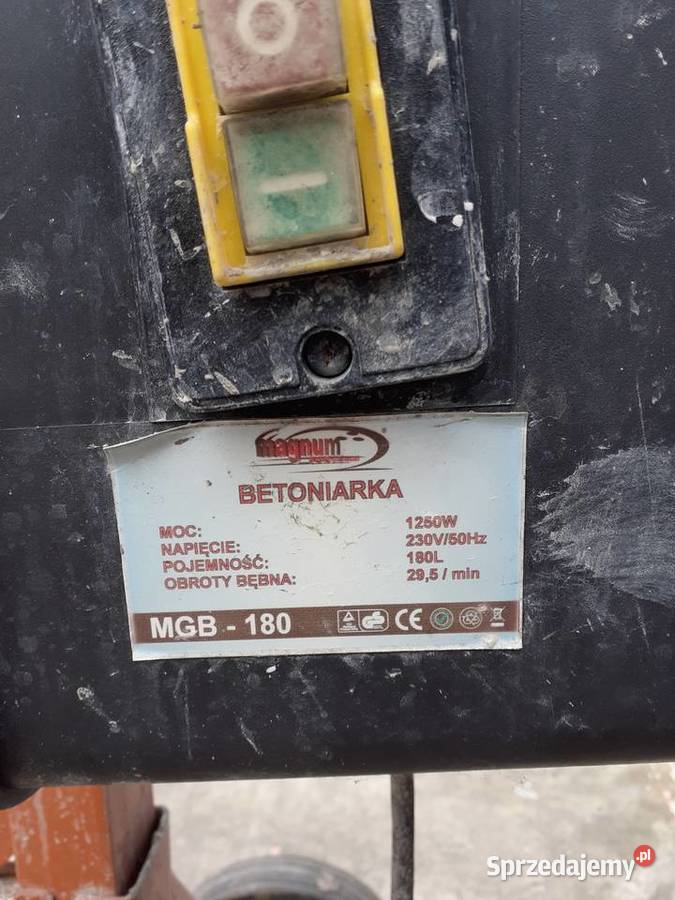 magnum
BETONIARKA
MOC: 1250W
NAPIĘCIE: 230V/50Hz
POJEMNOŚĆ: 180L
OBROTY BĘBNA: 29,5 / min
MGB - 180 CE
Sprzedajemy.pl